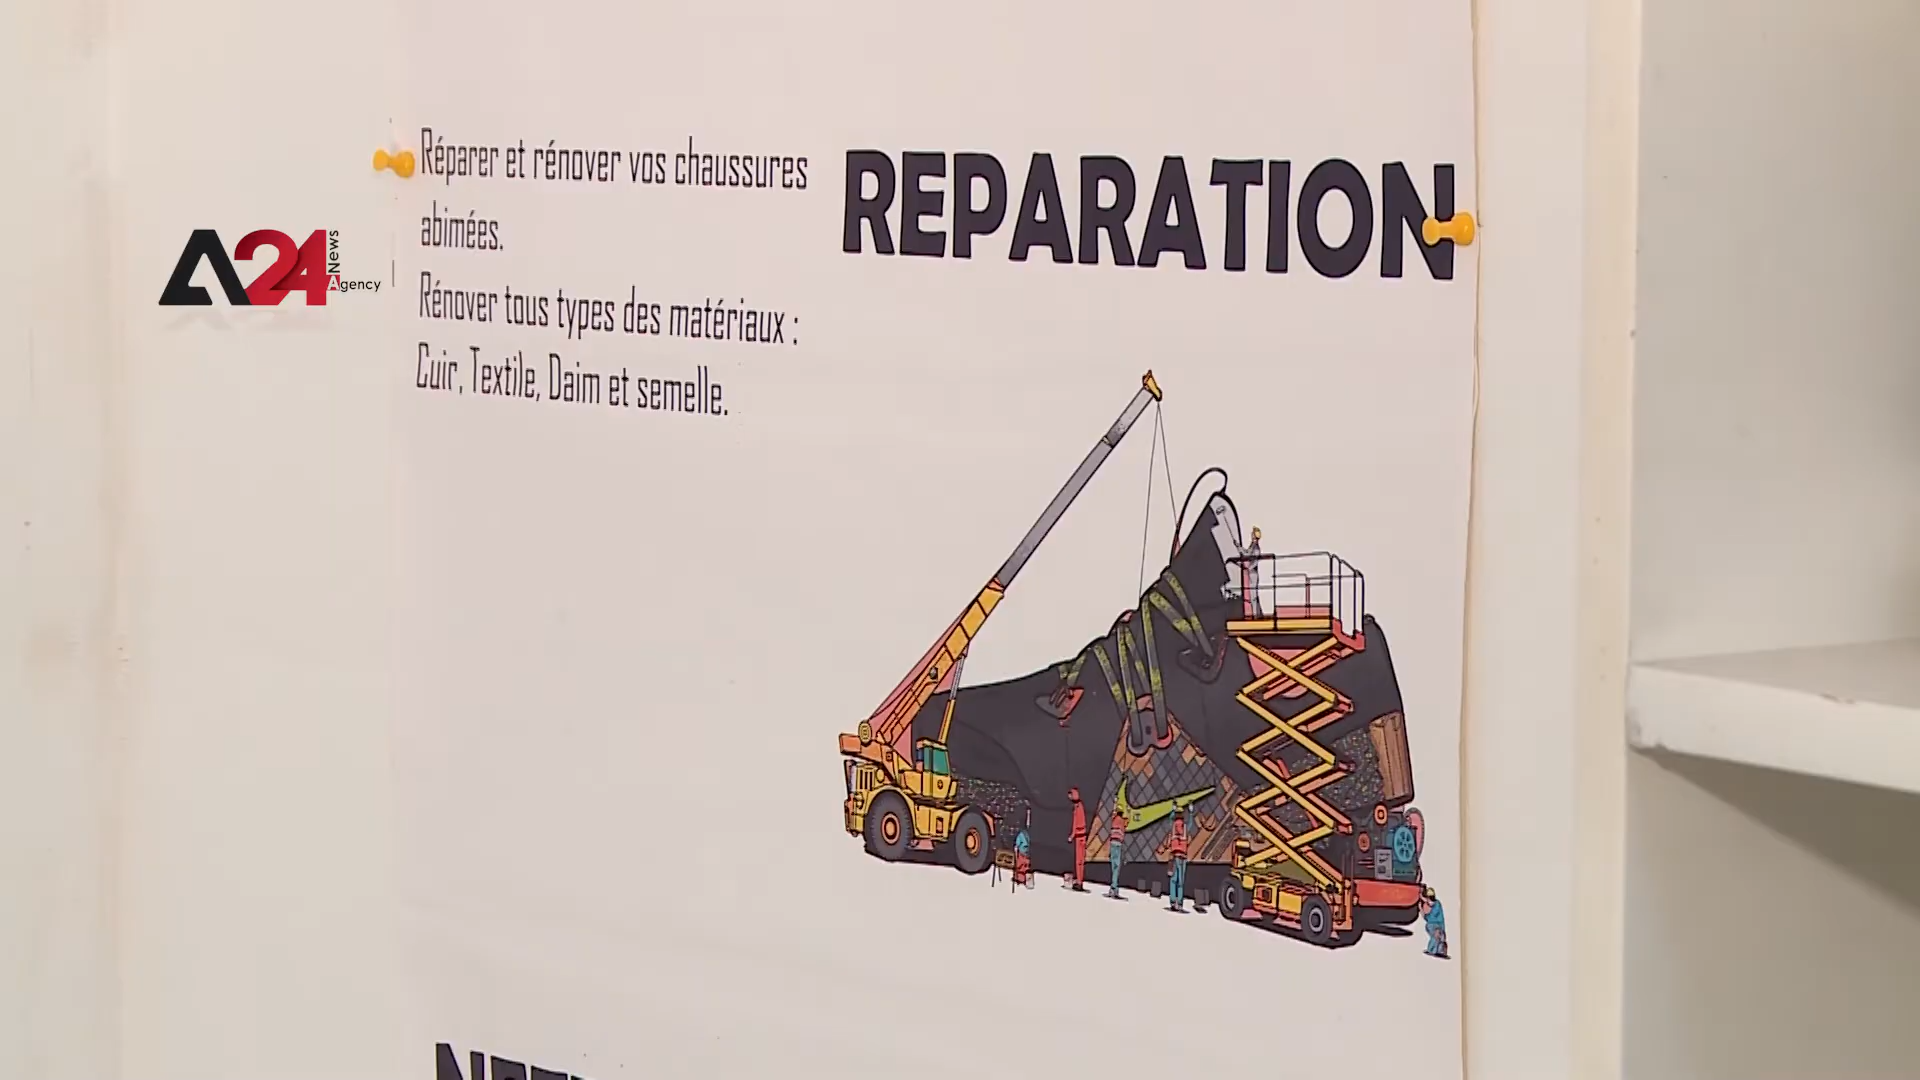 Réparer et rénover vos chaussures
abimées.
Rénover tous types des matériaux :
Cuir, Textile, Daim et semelle.
REPARATION
A24
News
Agency